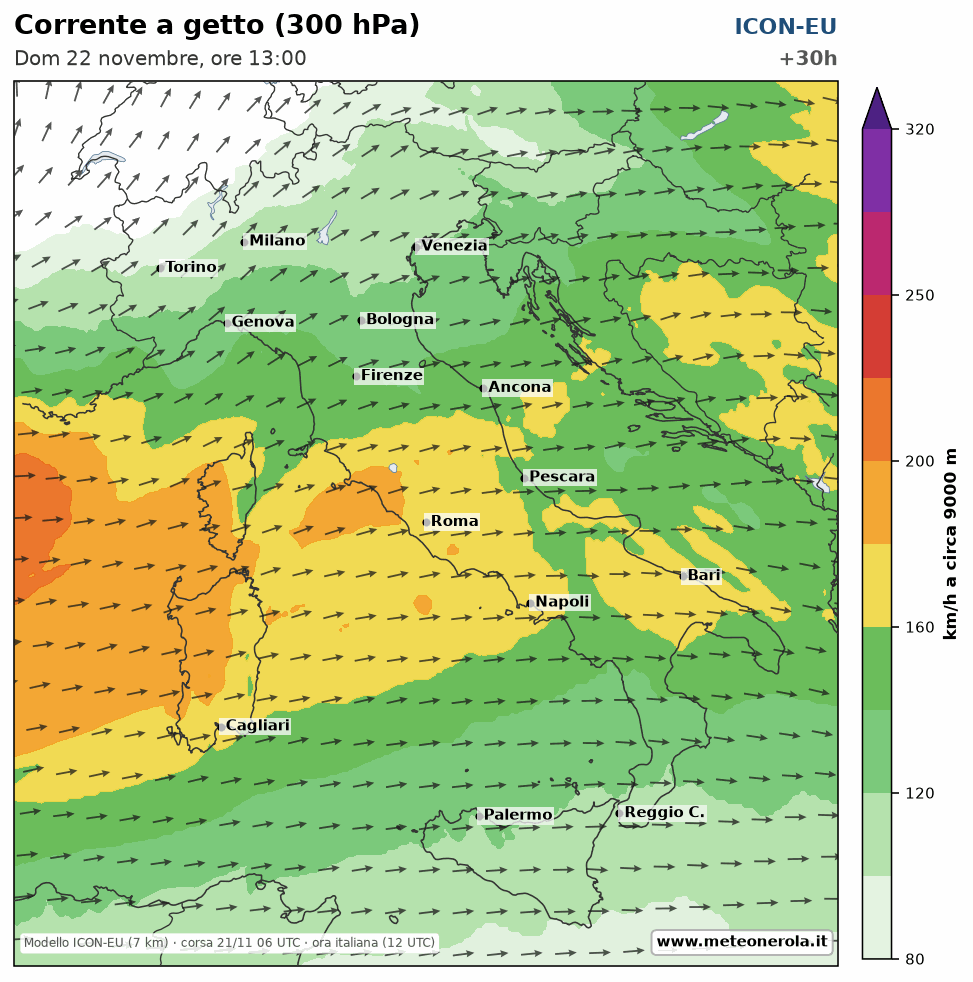 Corrente a getto (300 hPa)
ICON-EU
Dom 22 novembre, ore 13:00
+30h
320
Milano
Venezia
Torino
250
Genova
Bologna
Firenze
Ancona
200
Pescara
Roma
km/h a circa 9000 m
Bari
Napoli
160
Cagliari
120
Palermo
Reggio C.
Modello ICON-EU (7 km) · corsa 21/11 06 UTC · ora italiana (12 UTC)
www.meteonerola.it
80